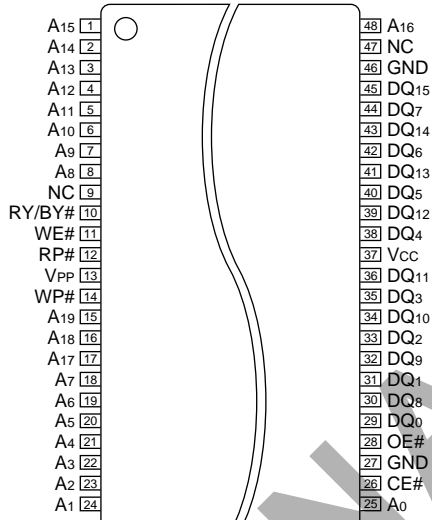 A15 1 48 A16
A14 2 47 NC
A13 3 46 GND
A12 4 45 DQ15
A11 5 44 DQ7
A10 6 43 DQ14
A9 7 42 DQ6
A8 8 41 DQ13
NC 9 40 DQ5
RY/BY# 10 39 DQ12
WE# 11 38 DQ4
RP# 12 37 VCC
VPP 13 36 DQ11
WP# 14 35 DQ3
A19 15 34 DQ10
A18 16 33 DQ2
A17 17 32 DQ9
A7 18 31 DQ1
A6 19 30 DQ8
A5 20 29 DQ0
A4 21 28 OE#
A3 22 27 GND
A2 23 26 CE#
A1 24 25 A0